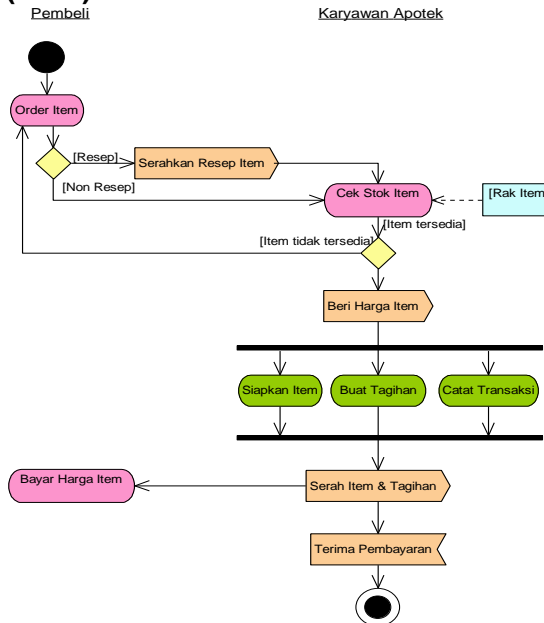 Pembeli
Karyawan Apotek
Order Item
[Resep]
Serahkan Resep Item
[Non Resep]
Cek Stok Item
[Rak Item
[Item tersedia]
[Item tidak tersedia]
Beri Harga Item
Siapkan Item
Buat Tagihan
Catat Transaksi
Bayar Harga Item
Serah Item & Tagihan
Terima Pembayaran